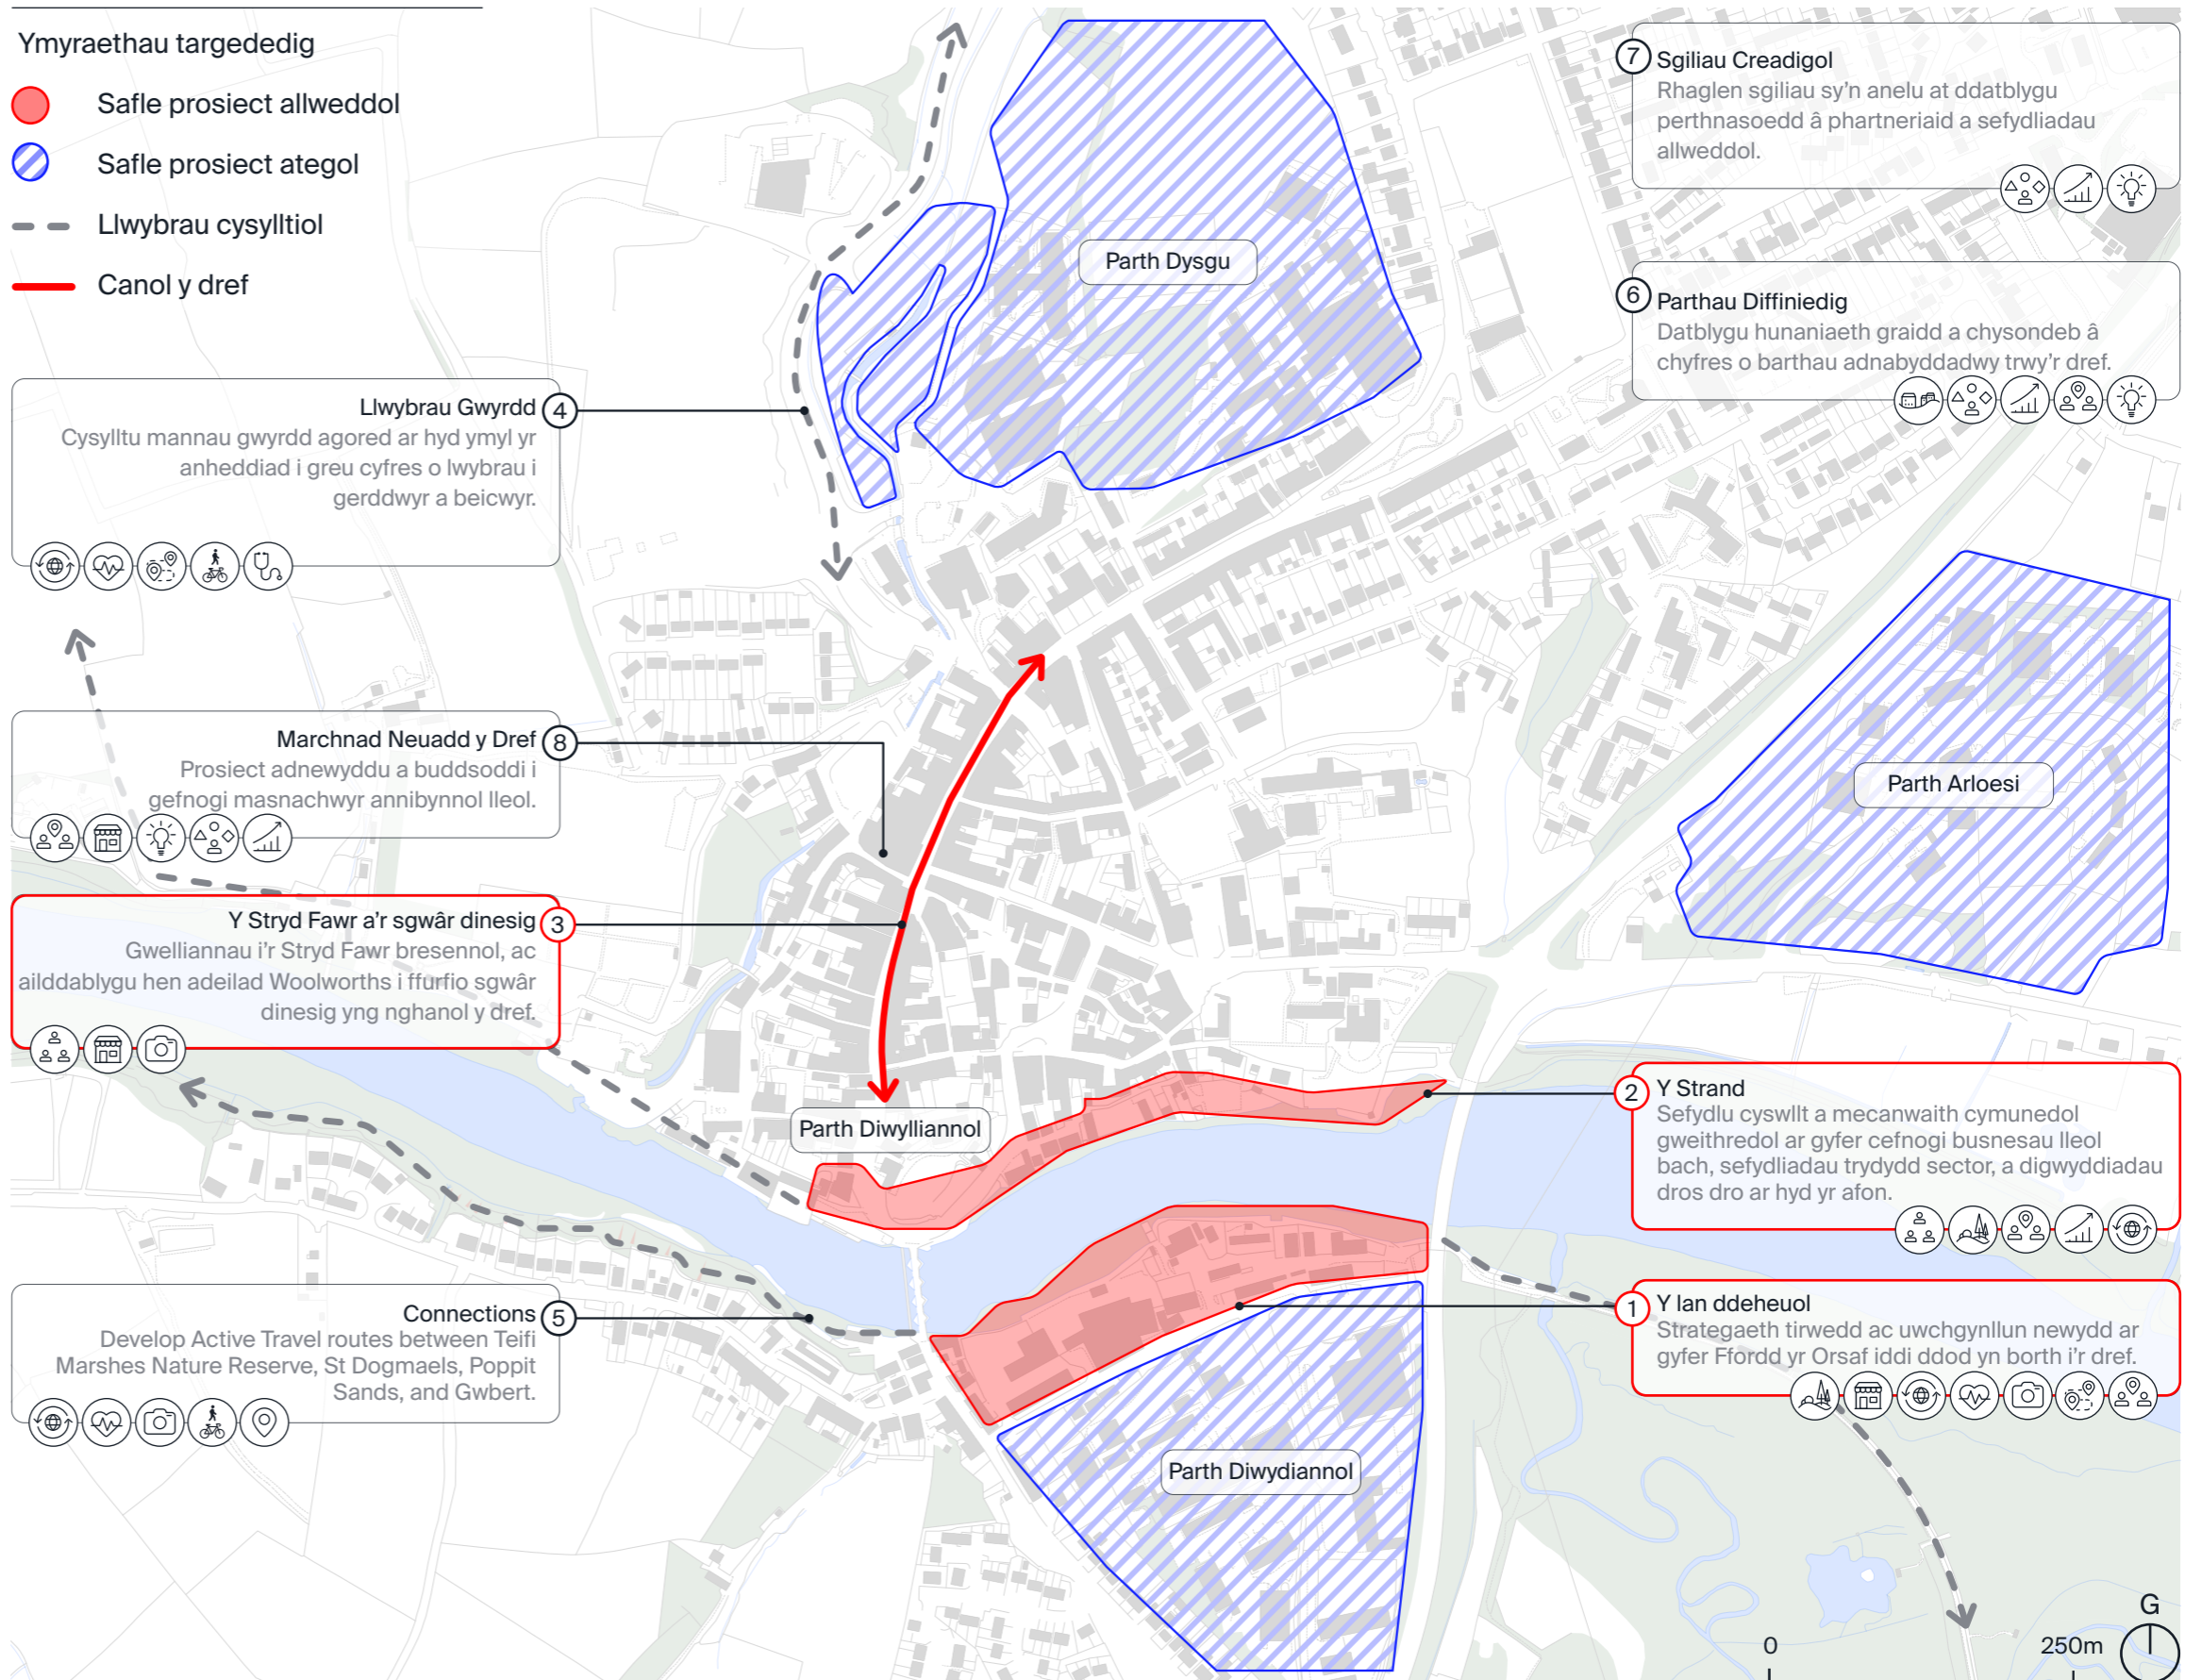 Ymyraethau targededig
Safle prosiect allweddol
Safle prosiect ategol
Llwybrau cysylltiol
Canol y dref
7
Sgiliau Creadigol
Rhaglen sgiliau sy'n anelu at ddatblygu
perthnasoedd â phartneriaid a sefydliadau
allweddol.
Parth Dysgu
6
Parthau Diffiniedig
Datblygu hunaniaeth graidd a chysondeb â
chyfres o barthau adnabyddadwy trwy'r dref.
Llwybrau Gwyrdd
4
Cysylltu mannau gwyrdd agored ar hyd ymyl yr
anheddiad i greu cyfres o lwybrau i
gerddwyr a beicwyr.
Marchnad Neuadd y Dref
8
Prosiect adnewyddu a buddsoddi i
gefnogi masnachwyr annibynnol lleol.
Parth Arloesi
Y Stryd Fawr a'r sgwâr dinesig
3
Gwelliannau i'r Stryd Fawr bresennol, ac
ailddablygu hen adeilad Woolworths i ffurfio sgwâr
dinesig yng nghanol y dref.
Parth Diwylliannol
2
Y Strand
Sefydlu cyswllt a mecanwaith cymunedol
gweithredol ar gyfer cefnogi busnesau lleol
bach, sefydliadau trydydd sector, a digwyddiadau
dros dro ar hyd yr afon.
Connections
5
Develop Active Travel routes between Teifi
Marshes Nature Reserve, St Dogmaels, Poppit
Sands, and Gwbert.
1
Y lan ddeheuol
Strategaeth tirwedd ac uwchgynllun newydd ar
gyfer Ffordd yr Orsaf iddi ddod yn borth i'r dref.
Parth Diwydiannol
G
0
250m